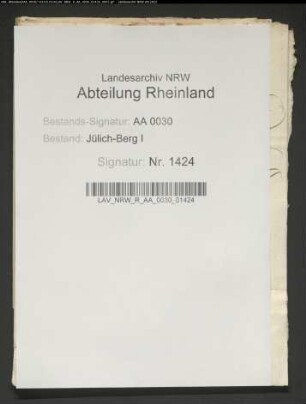 Landesarchiv NRW
Abteilung Rheinland
Bestands-Signatur: AA 0030
Bestand: Jülich-Berg I
Signatur: Nr. 1424
LAV_NRW_R_AA_0030_01424